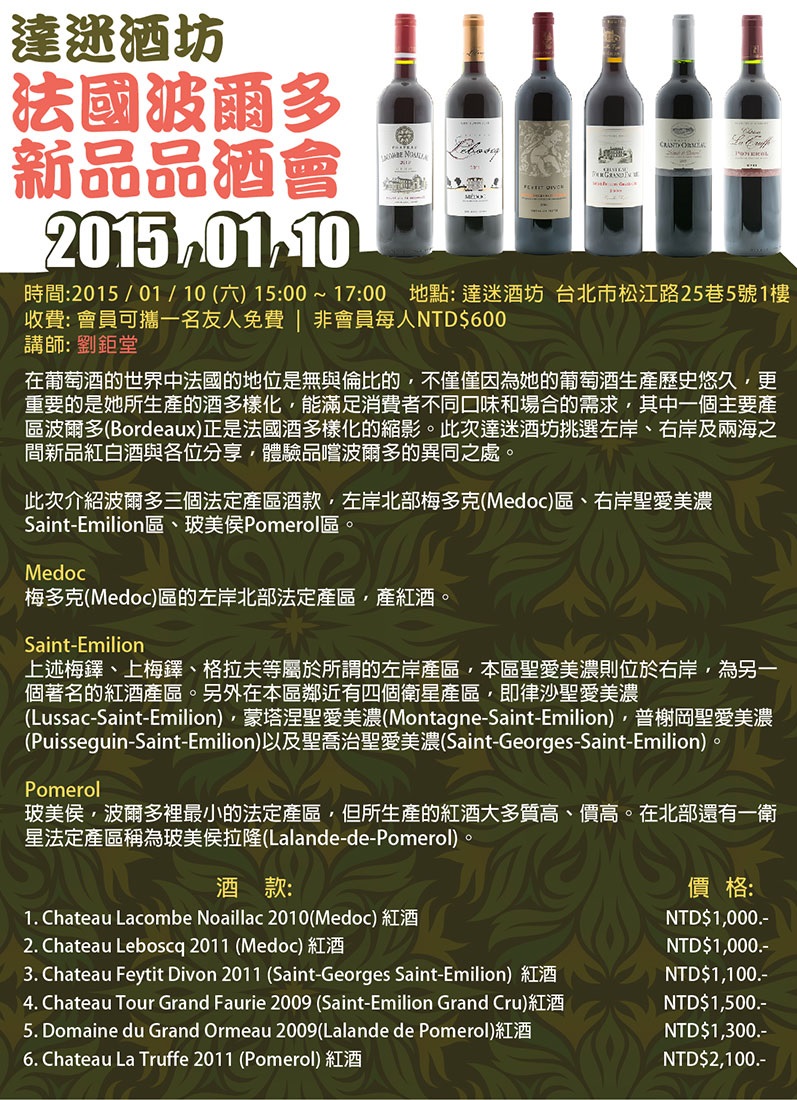 達迷酒坊
法國波爾多
新品品酒會
2015/01/10
時間:2015 / 01 / 10 (六) 15:00 ~ 17:00 地點: 達迷酒坊 台北市松江路25巷5號1樓
收費: 會員可攜一名友人免費 | 非會員每人NTD$600
講師: 劉鉅堂
在葡萄酒的世界中法國的地位是無與倫比的，不僅僅因為她的葡萄酒生產歷史悠久，更
重要的是她所生產的酒多樣化，能滿足消費者不同口味和場合的需求，其中一個主要產
區波爾多(Bordeaux)正是法國酒多樣化的縮影。此次達迷酒坊挑選左岸、右岸及兩海之
間新品紅白酒與各位分享，體驗品嚐波爾多的異同之處。
此次介紹波爾多三個法定產區酒款，左岸北部梅多克(Medoc)區、右岸聖愛美濃
Saint-Emilion區、玻美侯Pomerol區。
Medoc
梅多克(Medoc)區的左岸北部法定產區，產紅酒。
Saint-Emilion
上述梅鐸、上梅鐸、格拉夫等屬於所謂的左岸產區，本區聖愛美濃則位於右岸，為另一
個著名的紅酒產區。另外在本區鄰近有四個衛星產區，即律沙聖愛美濃
(Lussac-Saint-Emilion)，蒙塔涅聖愛美濃(Montagne-Saint-Emilion)，普榭岡聖愛美濃
(Puisseguin-Saint-Emilion)以及聖喬治聖愛美濃(Saint-Georges-Saint-Emilion)。
Pomerol
玻美侯，波爾多裡最小的法定產區，但所生產的紅酒大多質高、價高。在北部還有一衛
星法定產區稱為玻美侯拉隆(Lalande-de-Pomerol)。
酒 款: 價 格:
1. Chateau Lacombe Noaillac 2010(Medoc) 紅酒 NTD$1,000.-
2. Chateau Leboscq 2011 (Medoc) 紅酒 NTD$1,000.-
3. Chateau Feytit Divon 2011 (Saint-Georges Saint-Emilion) 紅酒 NTD$1,100.-
4. Chateau Tour Grand Faurie 2009 (Saint-Emilion Grand Cru)紅酒 NTD$1,500.-
5. Domaine du Grand Ormeau 2009(Lalande de Pomerol)紅酒 NTD$1,300.-
6. Chateau La Truffe 2011 (Pomerol) 紅酒 NTD$2,100.-